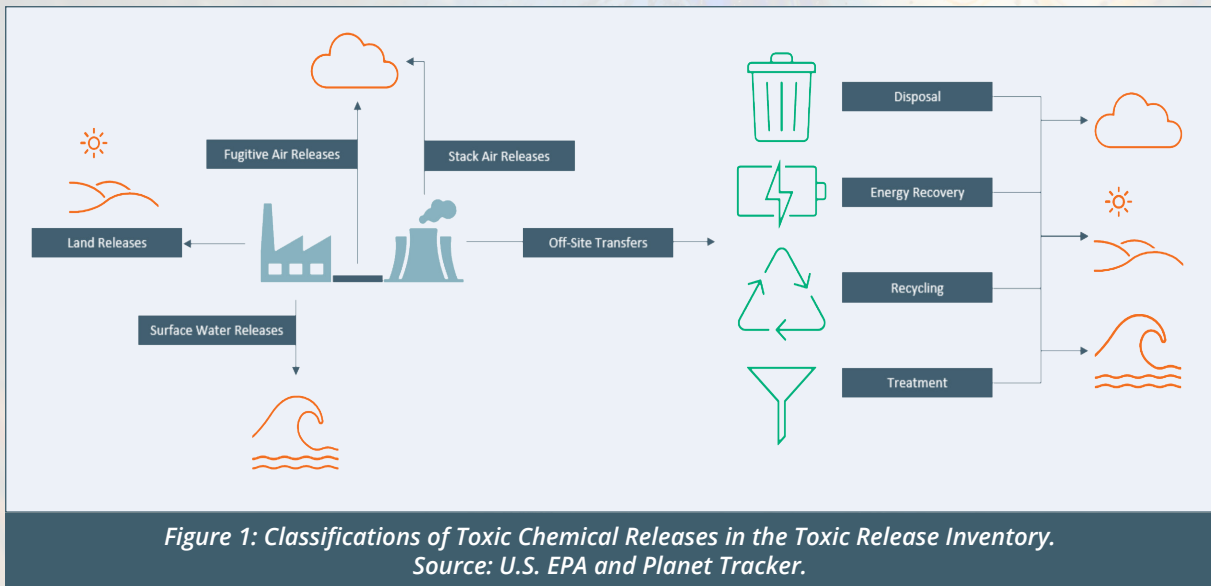 Fugitive Air Releases
Stack Air Releases
Land Releases
Surface Water Releases
Off-Site Transfers
Disposal
Energy Recovery
Recycling
Treatment
Figure 1: Classifications of Toxic Chemical Releases in the Toxic Release Inventory.
Source: U.S. EPA and Planet Tracker.